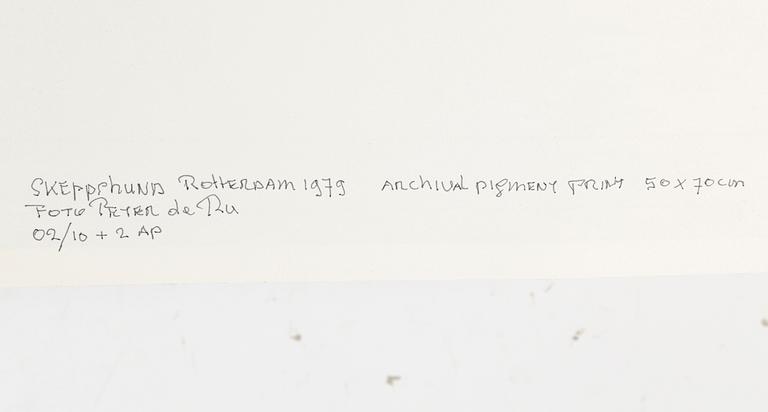 SKEPPSHUND ROTTERDAM 1979 ARCHIVAL PIGMENT PRINT 50 X 70 cm
FOTO PETER de RU
02/10 + 2 AP